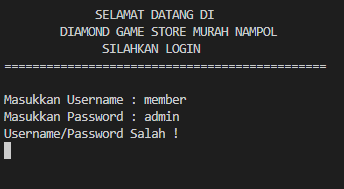 SELAMAT DATANG DI
DIAMOND GAME STORE MURAH NAMPOL
SILAHKAN LOGIN
==============================================
Masukkan Username : member
Masukkan Password : admin
Username/Password Salah !